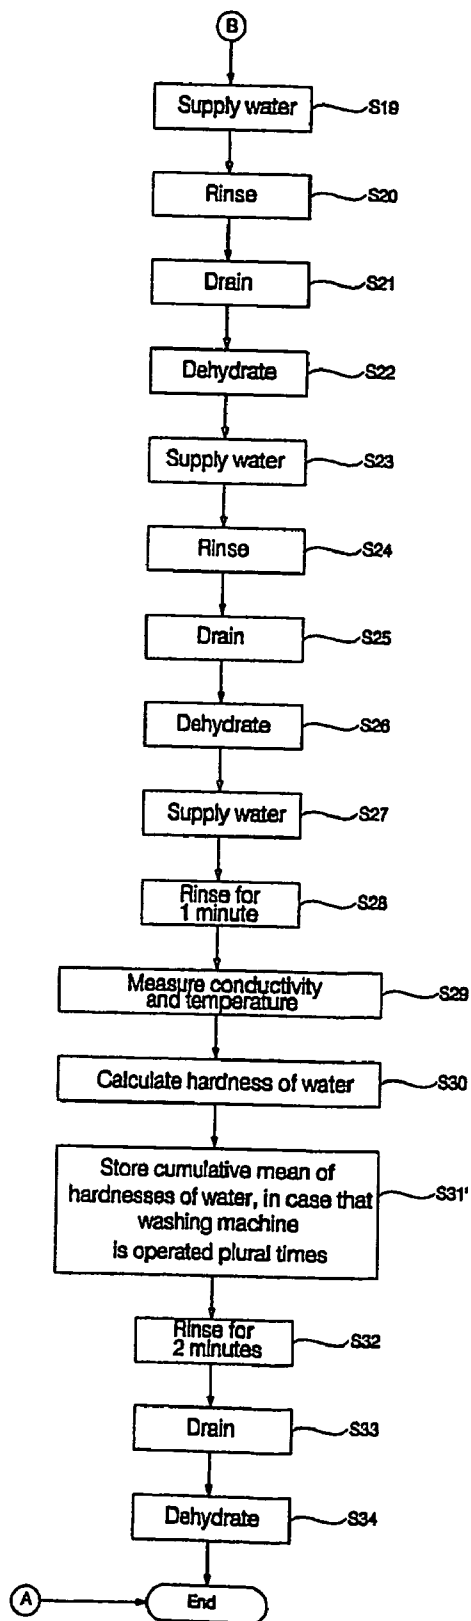 B
Supply water S19
Rinse S20
Drain S21
Dehydrate S22
Supply water S23
Rinse S24
Drain S25
Dehydrate S26
Supply water S27
Rinse for
1 minute S28
Measure conductivity
and temperature S29
Calculate hardness of water S30
Store cumulative mean of
hardnesses of water, in case that S31'
washing machine
is operated plural times
Rinse for
2 minutes S32
Drain S33
Dehydrate S34
A End